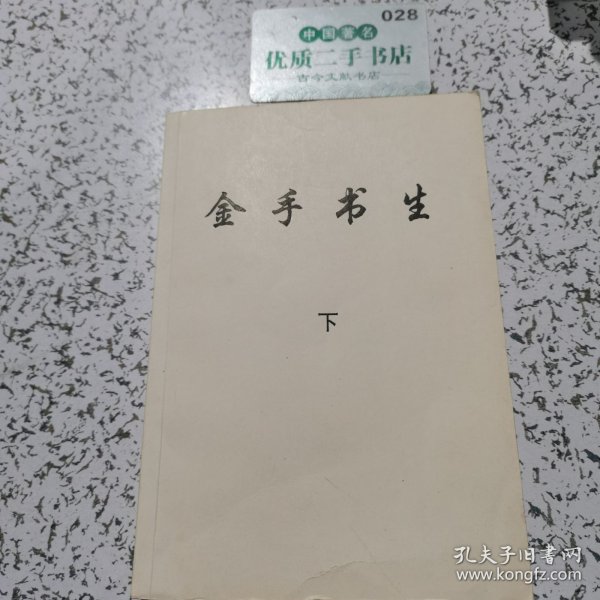 028
中国著名
优质二手书店
古今文献书店
金手书生
下
孔夫子旧书网
www.kongfz.com